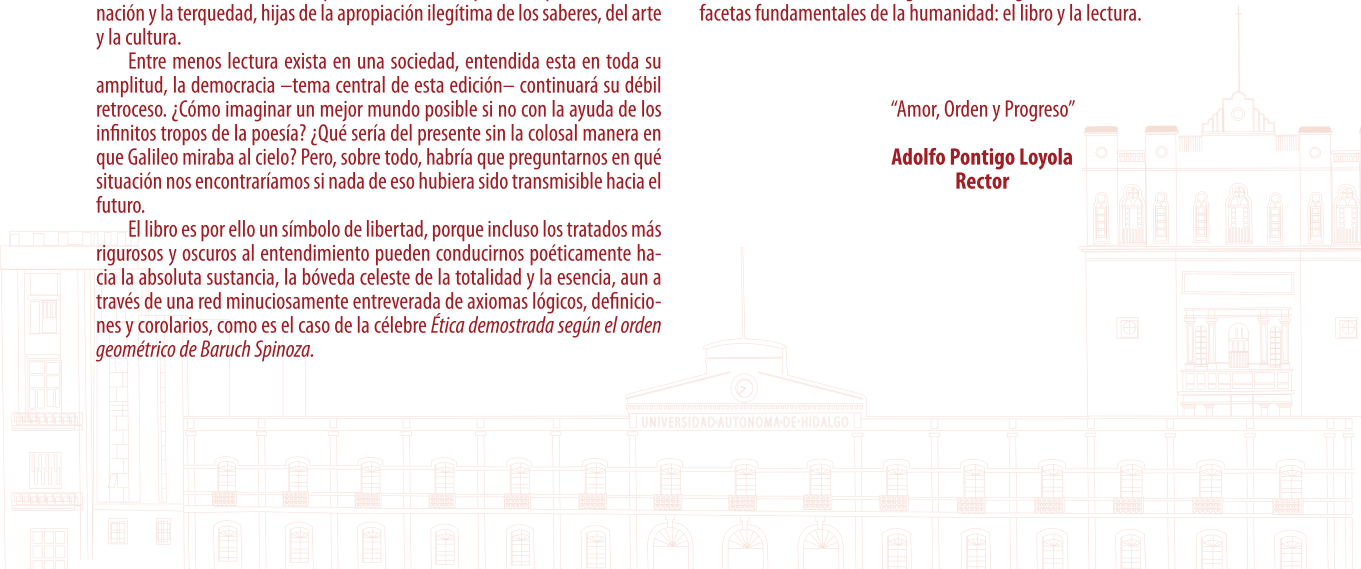 nación y la terquedad, hijas de la apropiación ilegítima de los saberes, del arte
y la cultura.
Entre menos lectura exista en una sociedad, entendida esta en toda su
amplitud, la democracia –tema central de esta edición– continuará su débil
retroceso. ¿Cómo imaginar un mejor mundo posible si no con la ayuda de los
infinitos tropos de la poesía? ¿Qué sería del presente sin la colosal manera en
que Galileo miraba al cielo? Pero, sobre todo, habría que preguntarnos en qué
situación nos encontraríamos si nada de eso hubiera sido transmisible hacia el
futuro.
El libro es por ello un símbolo de libertad, porque incluso los tratados más
rigurosos y oscuros al entendimiento pueden conducirnos poéticamente ha-
cia la absoluta sustancia, la bóveda celeste de la totalidad y la esencia, aun a
través de una red minuciosamente entreverada de axiomas lógicos, definicio-
nes y corolarios, como es el caso de la célebre Ética demostrada según el orden
geométrico de Baruch Spinoza.
facetas fundamentales de la humanidad: el libro y la lectura.
“Amor, Orden y Progreso”
Adolfo Pontigo Loyola
Rector
UNIVERSIDAD·AUTONOMA·DE·HIDALGO